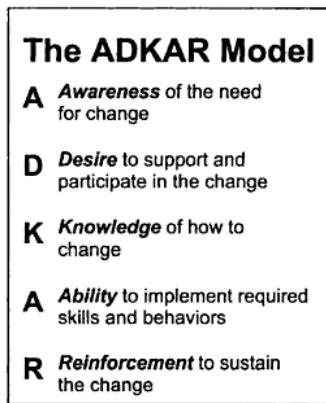 The ADKAR Model
A Awareness of the need
for change
D Desire to support and
participate in the change
K Knowledge of how to
change
A Ability to implement required
skills and behaviors
R Reinforcement to sustain
the change